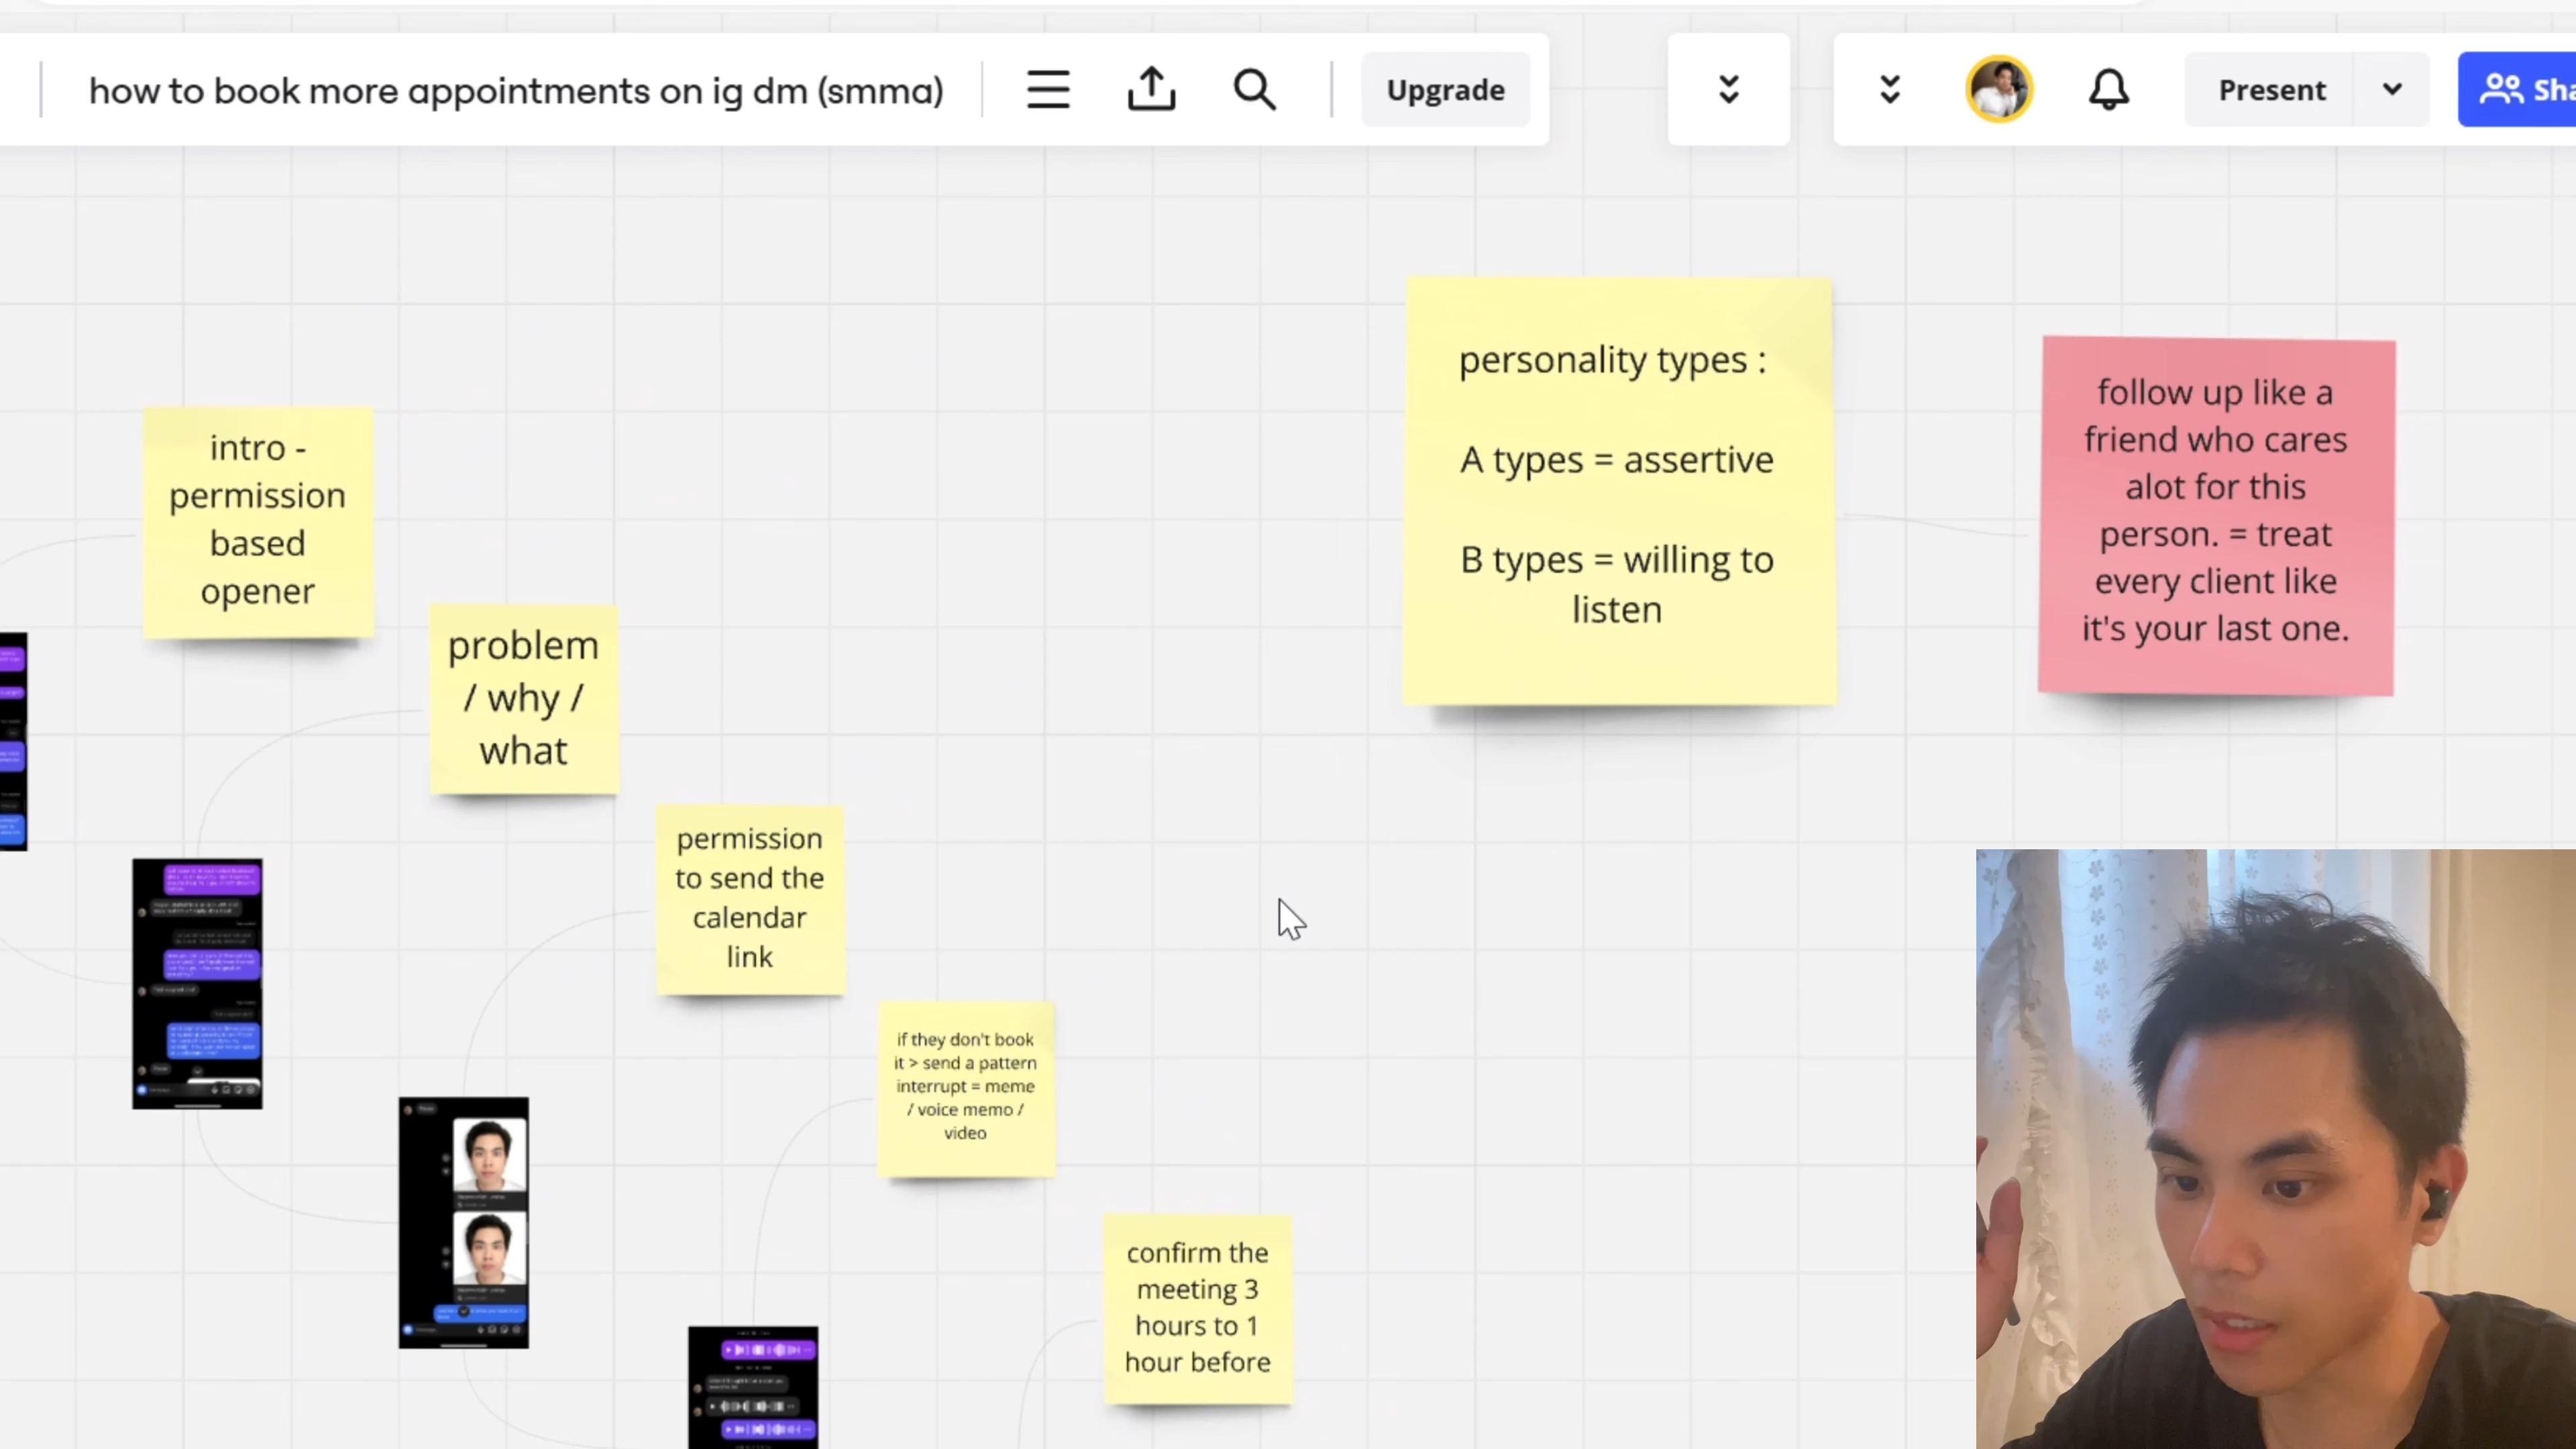 how to book more appointments on ig dm (smma)
Upgrade
Present
personality types :
A types = assertive
B types = willing to
listen
follow up like a
friend who cares
alot for this
person. = treat
every client like
it's your last one.
intro -
permission
based
opener
problem
/ why /
what
permission
to send the
calendar
link
if they don't book
it > send a pattern
interrupt = meme
/ voice memo /
video
confirm the
meeting 3
hours to 1
hour before